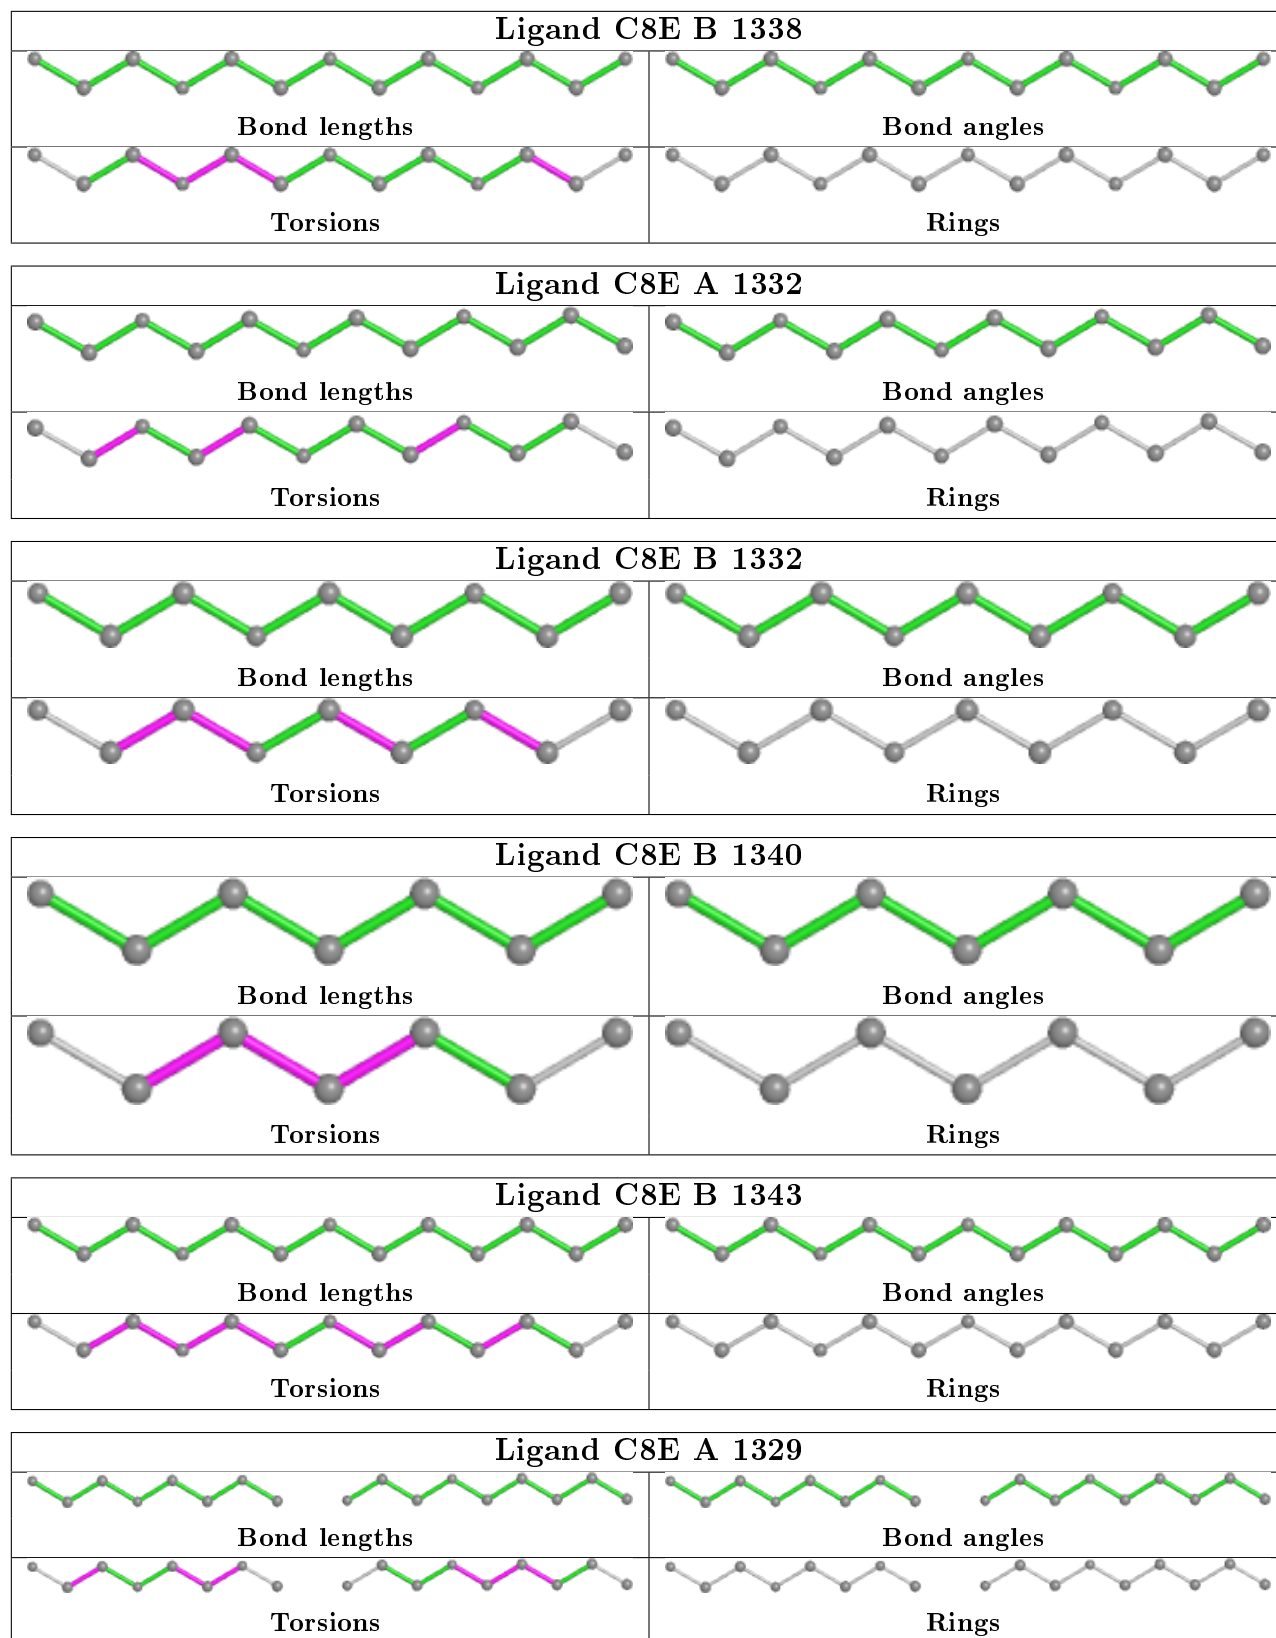 Ligand C8E B 1338
Bond lengths Bond angles
Torsions Rings
Ligand C8E A 1332
Bond lengths Bond angles
Torsions Rings
Ligand C8E B 1332
Bond lengths Bond angles
Torsions Rings
Ligand C8E B 1340
Bond lengths Bond angles
Torsions Rings
Ligand C8E B 1343
Bond lengths Bond angles
Torsions Rings
Ligand C8E A 1329
Bond lengths Bond angles
Torsions Rings